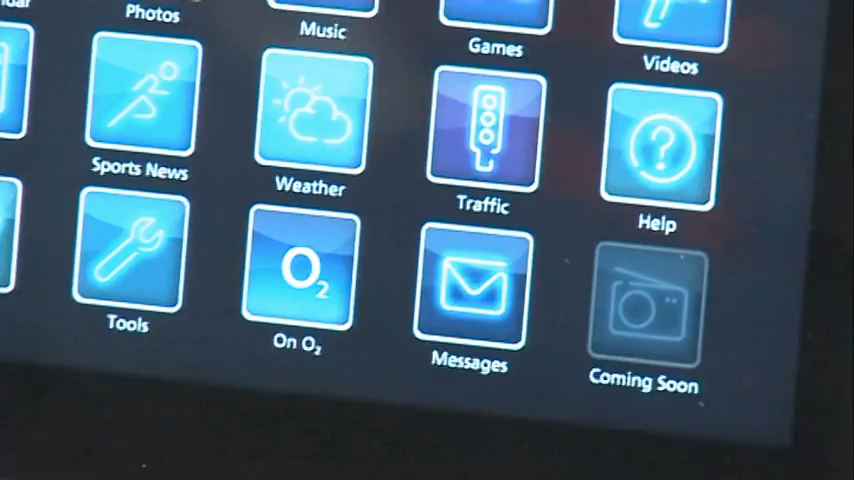 Photos
Music
Games
Videos
Sports News
Weather
Traffic
Help
O2
Tools
On O2
Messages
Coming Soon